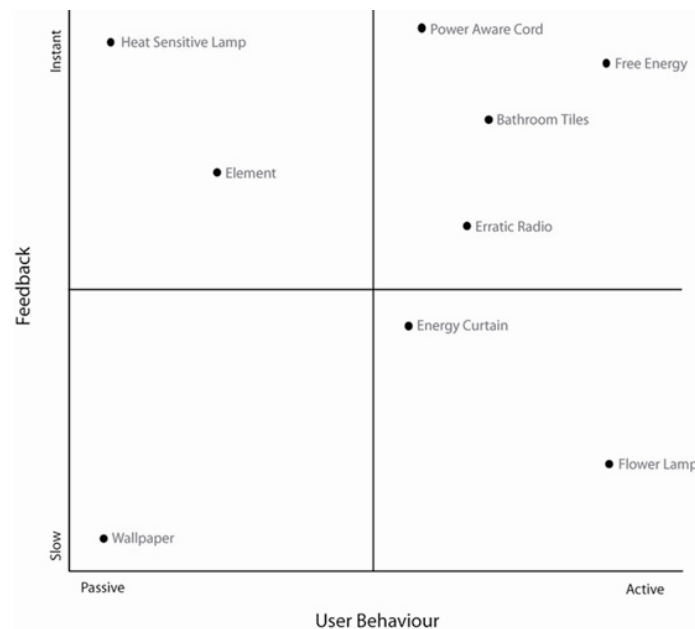 Instant
Heat Sensitive Lamp
Power Aware Cord
Free Energy
Bathroom Tiles
Element
Erratic Radio
Feedback
Energy Curtain
Flower Lamp
Slow
Wallpaper
Passive
Active
User Behaviour